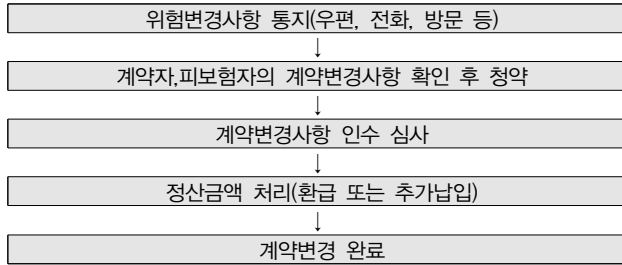 위험변경사항 통지(우편, 전화, 방문 등)
↓
계약자,피보험자의 계약변경사항 확인 후 청약
↓
계약변경사항 인수 심사
↓
정산금액 처리(환급 또는 추가납입)
↓
계약변경 완료